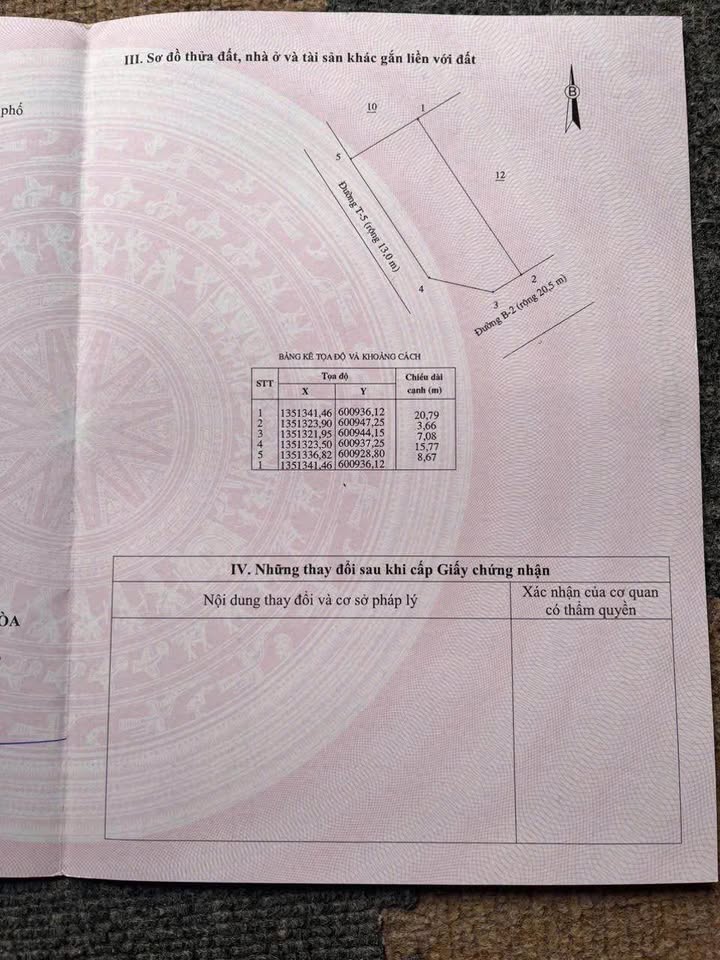 III. Sơ đồ thửa đất, nhà ở và tài sản khác gắn liền với đất
phố
B
10
1
5
12
Đường T-5 (rộng 13,0 m)
4
3
2
Đường B-2 (rộng 20,5 m)
BẢNG KÊ TỌA ĐỘ VÀ KHOẢNG CÁCH
STT Tọa độ Chiều dài cạnh (m)
X Y
1 1351341,46 600936,12
20,79
2 1351323,90 600947,25
3,66
3 1351321,95 600944,15
7,08
4 1351323,50 600937,25
15,77
5 1351336,82 600928,80
8,67
1 1351341,46 600936,12
IV. Những thay đổi sau khi cấp Giấy chứng nhận
Nội dung thay đổi và cơ sở pháp lý
Xác nhận của cơ quan
có thẩm quyền
ÒA